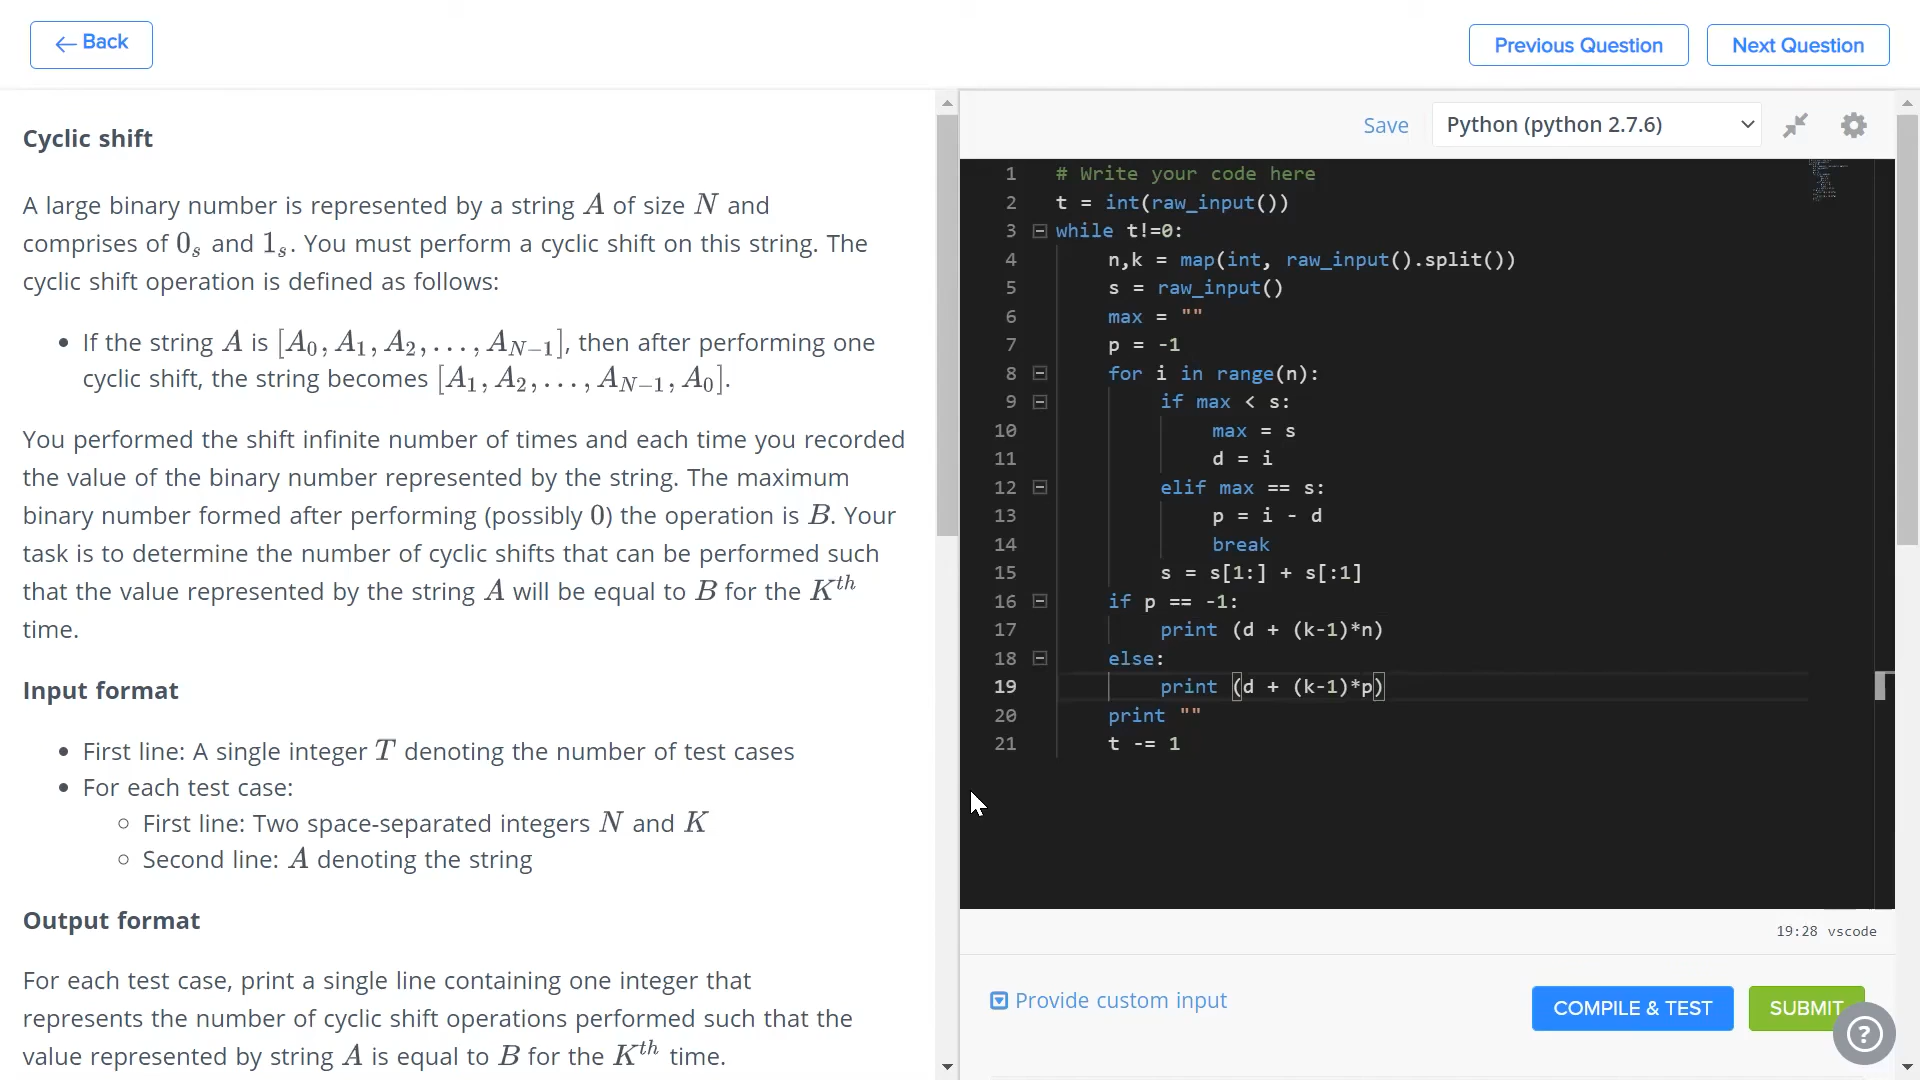 ← Back
Previous Question
Next Question
Cyclic shift
A large binary number is represented by a string A of size N and
comprises of 0s and 1s. You must perform a cyclic shift on this string. The
cyclic shift operation is defined as follows:
• If the string A is [A0, A1, A2, ..., AN−1], then after performing one
cyclic shift, the string becomes [A1, A2, ..., AN−1, A0].
You performed the shift infinite number of times and each time you recorded
the value of the binary number represented by the string. The maximum
binary number formed after performing (possibly 0) the operation is B. Your
task is to determine the number of cyclic shifts that can be performed such
that the value represented by the string A will be equal to B for the Kth
time.
Input format
• First line: A single integer T denoting the number of test cases
• For each test case:
○ First line: Two space-separated integers N and K
○ Second line: A denoting the string
Output format
For each test case, print a single line containing one integer that
represents the number of cyclic shift operations performed such that the
value represented by string A is equal to B for the Kth time.
Save
Python (python 2.7.6)
1 # Write your code here
2 t = int(raw_input())
3 while t!=0:
4 n,k = map(int, raw_input().split())
5 s = raw_input()
6 max = ""
7 p = -1
8 for i in range(n):
9 if max < s:
10 max = s
11 d = i
12 elif max == s:
13 p = i - d
14 break
15 s = s[1:] + s[:1]
16 if p == -1:
17 print (d + (k-1)*n)
18 else:
19 print (d + (k-1)*p)
20 print ""
21 t -= 1
19:28 vscode
Provide custom input
COMPILE & TEST
SUBMIT
?